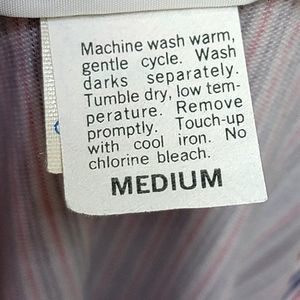 Machine wash warm,
gentle cycle. Wash
darks separately.
Tumble dry, low tem-
perature. Remove
promptly. Touch-up
with cool iron. No
chlorine bleach.
MEDIUM